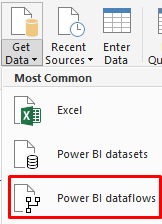 Get
Data
Recent
Sources
Enter
Data
Qu
Most Common
Excel
Power BI datasets
Power BI dataflows